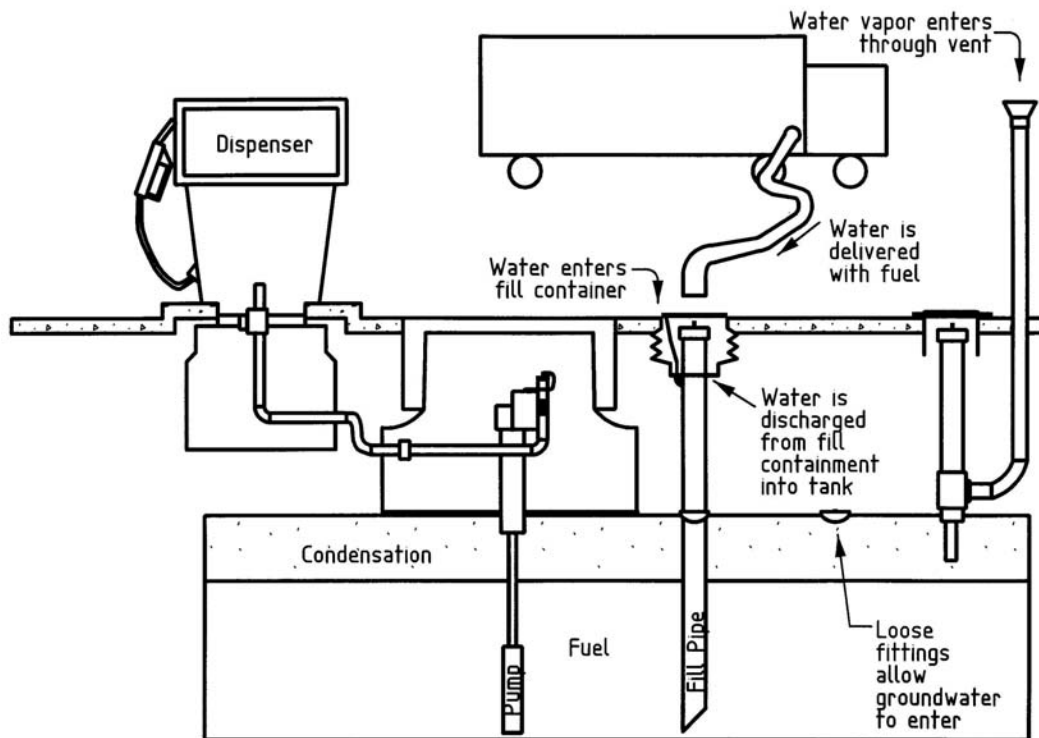 Water vapor enters
through vent
Dispenser
Water is
delivered
with fuel
Water enters
fill container
Water is
discharged
from fill
containment
into tank
Condensation
Fuel
Pump
Fill Pipe
Loose
fittings
allow
groundwater
to enter